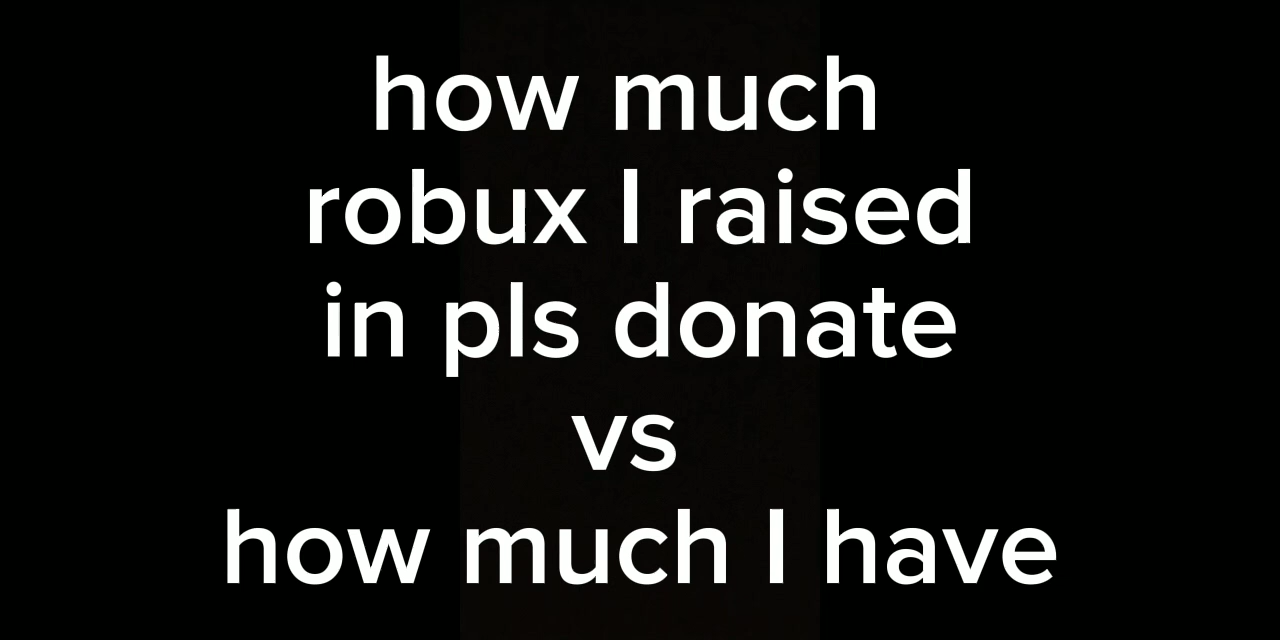 how much
robux I raised
in pls donate
vs
how much I have